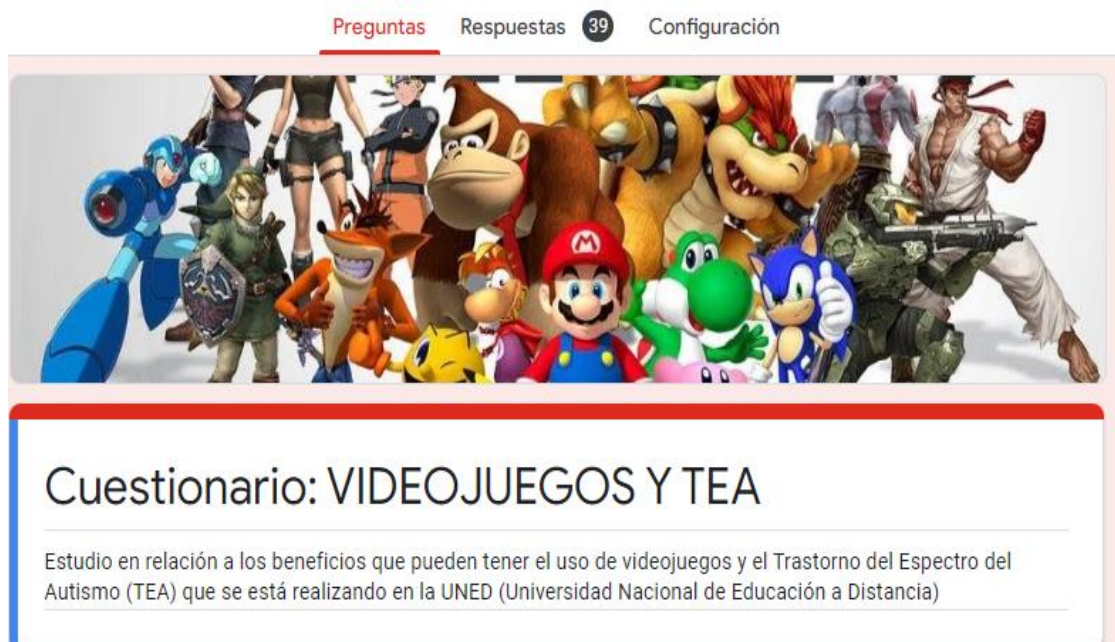 Preguntas Respuestas 39 Configuración
M
Cuestionario: VIDEOJUEGOS Y TEA
Estudio en relación a los beneficios que pueden tener el uso de videojuegos y el Trastorno del Espectro del
Autismo (TEA) que se está realizando en la UNED (Universidad Nacional de Educación a Distancia)